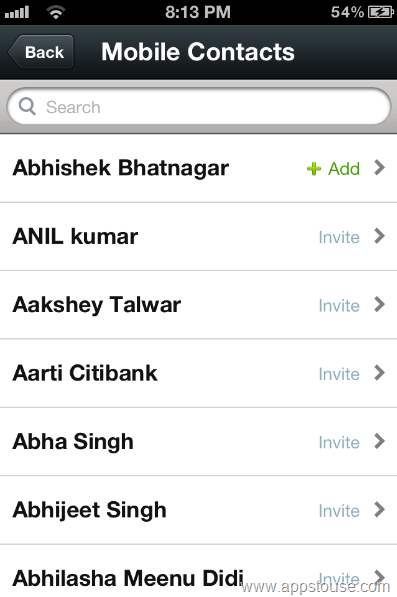 8:13 PM 54%
Back Mobile Contacts
Search
Abhishek Bhatnagar + Add
ANIL kumar Invite
Aakshey Talwar Invite
Aarti Citibank Invite
Abha Singh Invite
Abhijeet Singh Invite
Abhilasha Meenu Didi Invite
www.appstouse.com